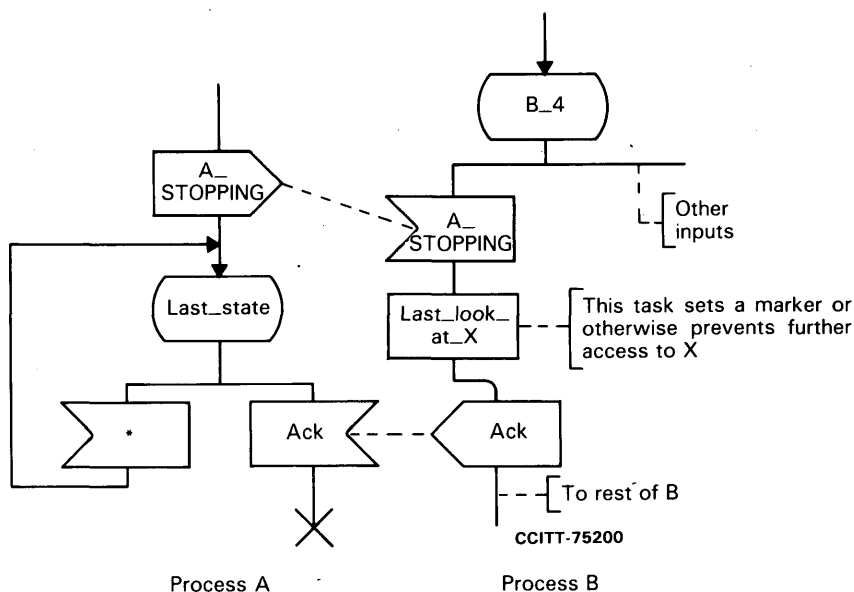 B_4
A_
STOPPING
A_
STOPPING
Other
inputs
Last_state
Last_look_
at_X
This task sets a marker or
otherwise prevents further
access to X
*
Ack
Ack
To rest of B
CCITT-75200
Process A
Process B